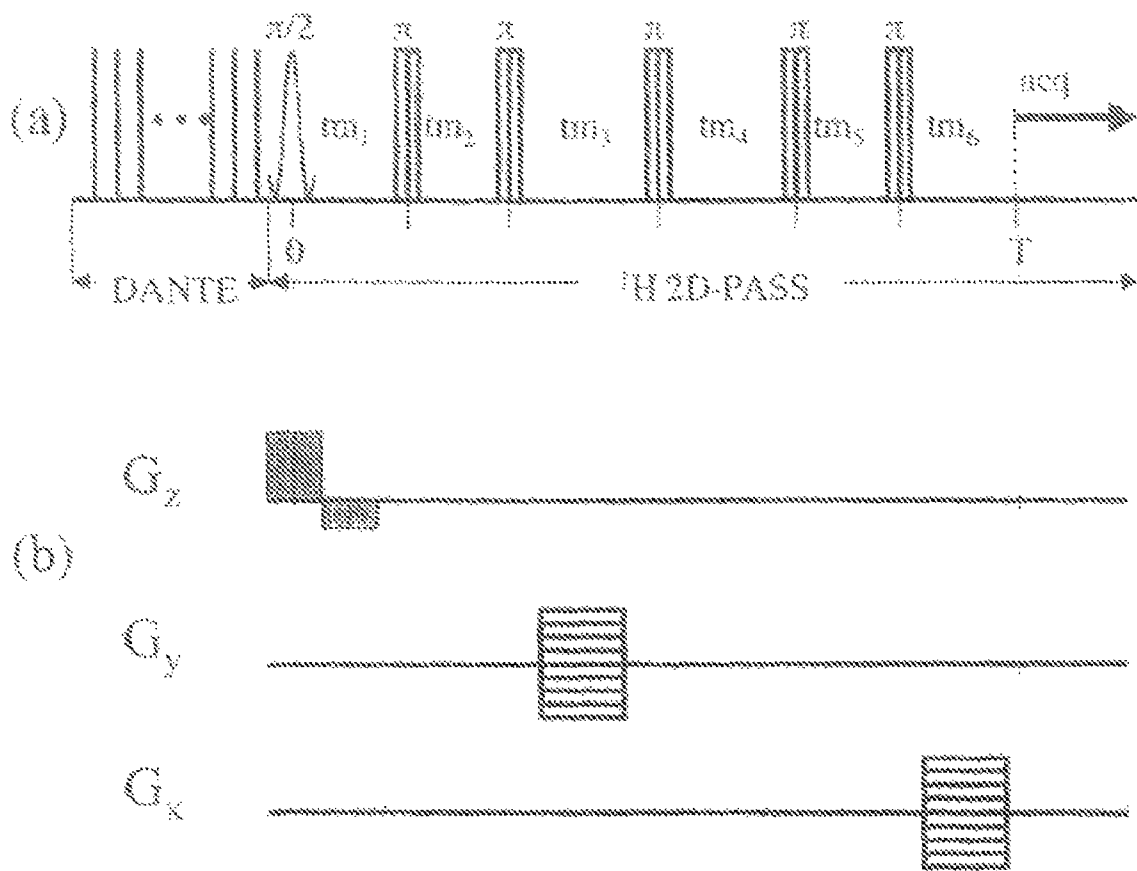 π/2 π π π π π
(a) tm₁ tm₂ tm₃ tm₄ tm₅ tm₆ acq
0 T
DANTE ¹H 2D-PASS
G_z
(b)
G_y
G_x